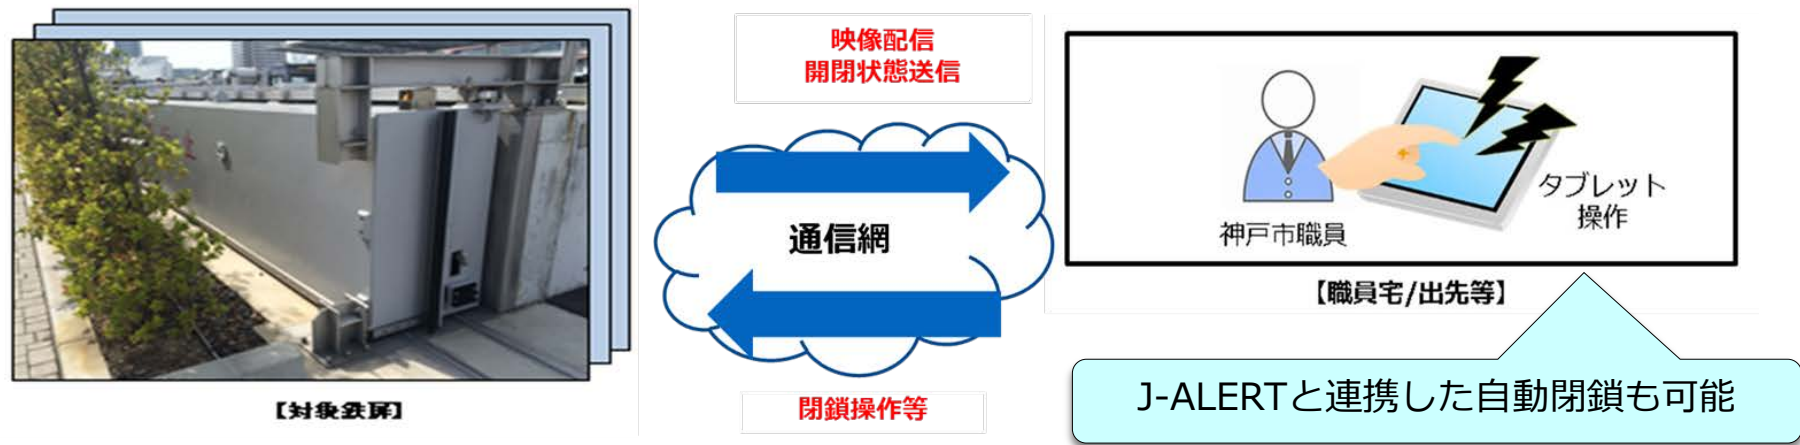 映像配信
開閉状態送信
通信網
閉鎖操作等
【対象鉄扉】
神戸市職員
タブレット
操作
【職員宅/出先等】
J-ALERTと連携した自動閉鎖も可能